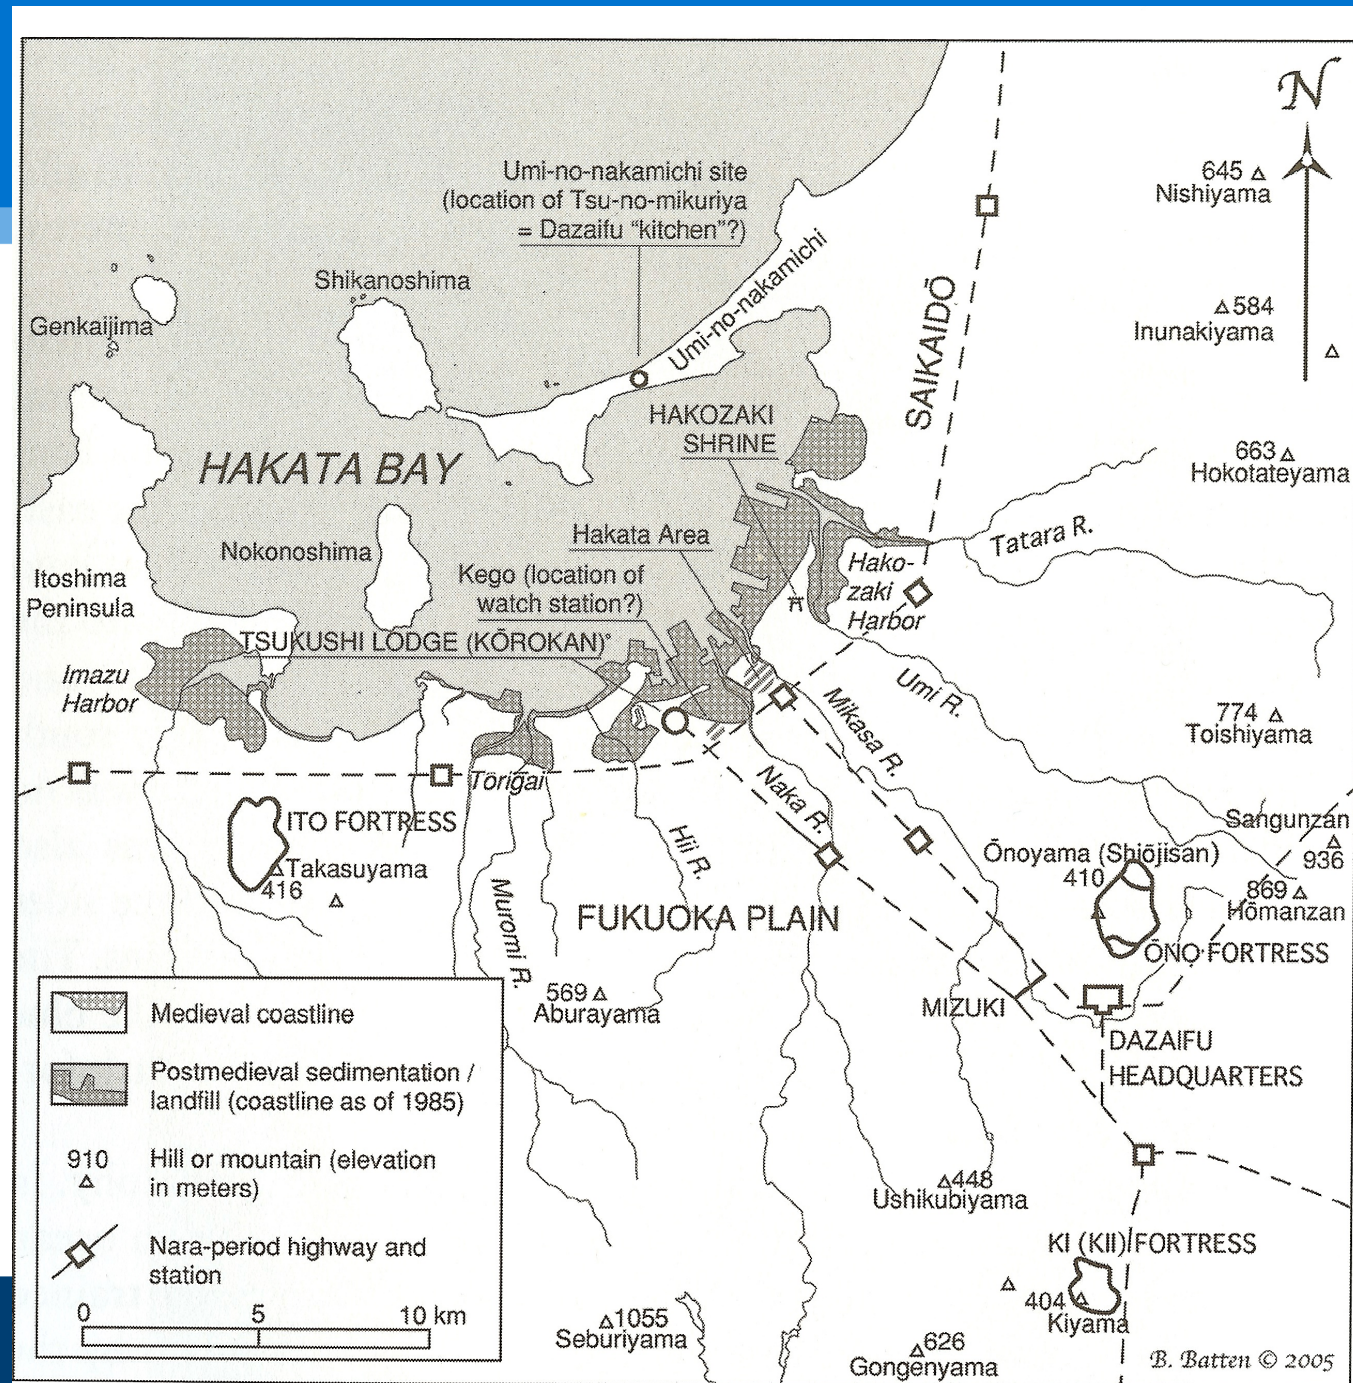 N
645
Nishiyama
Umi-no-nakamichi site
(location of Tsu-no-mikuriya
= Dazaifu “kitchen”?)
Umi-no-nakamichi
Shikanoshima
Genkaijima
SAIKAIDŌ
584
Inunakiyama
HAKOZAKI
SHRINE
663
Hokotateyama
HAKATA BAY
Hakata Area
Tatara R.
Nokonoshima
Kego (location of
watch station?)
Hako-
zaki
Harbor
Itoshima
Peninsula
TSUKUSHI LODGE (KŌROKAN)
Imazu
Harbor
Umi R.
Mikasa R.
774
Toishiyama
Tōrigai
Naka R.
ITO FORTRESS
Takasuyama
416
Hii R.
Muromi R.
Sangunzan
936
Ōnoyama (Shiōjisan)
410
869
Hōmanzan
FUKUOKA PLAIN
ŌNO FORTRESS
569
Aburayama
MIZUKI
DAZAIFU
HEADQUARTERS
Medieval coastline
Postmedieval sedimentation /
landfill (coastline as of 1985)
910
Hill or mountain (elevation
in meters)
Nara-period highway and
station
0 5 10 km
448
Ushikubiyama
KI (KII) FORTRESS
404
Kiyama
1055
Seburiyama
626
Gongenyama
B. Batten © 2005